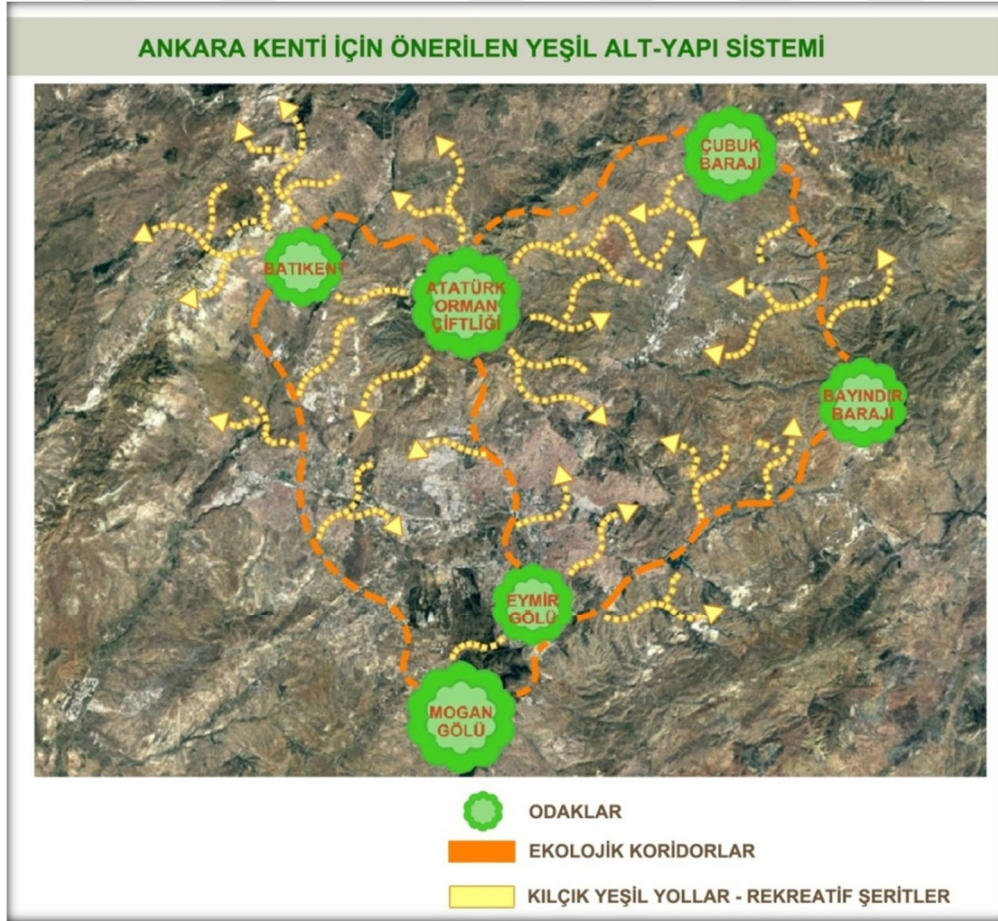 ANKARA KENTİ İÇİN ÖNERİLEN YEŞİL ALT-YAPI SİSTEMİ
ÇUBUK
BARAJI
BATIKENT
ATATÜRK
ORMAN
ÇİFTLİĞİ
BAYINDIR
BARAJI
EYMİR
GÖLÜ
MOGAN
GÖLÜ
ODAKLAR
EKOLOJİK KORİDORLAR
KILÇIK YEŞİL YOLLAR - REKREATİF ŞERİTLER